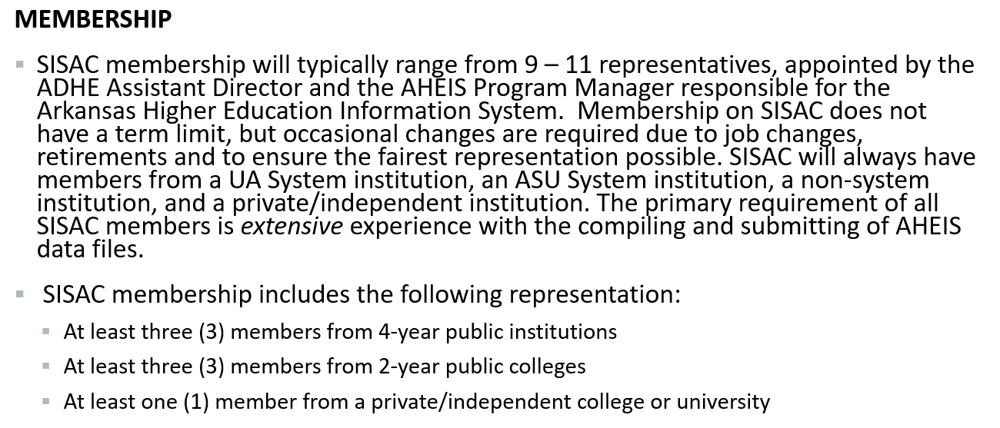 MEMBERSHIP
▪ SISAC membership will typically range from 9 – 11 representatives, appointed by the
ADHE Assistant Director and the AHEIS Program Manager responsible for the
Arkansas Higher Education Information System.  Membership on SISAC does not
have a term limit, but occasional changes are required due to job changes,
retirements and to ensure the fairest representation possible. SISAC will always have
members from a UA System institution, an ASU System institution, a non-system
institution, and a private/independent institution. The primary requirement of all
SISAC members is extensive experience with the compiling and submitting of AHEIS
data files.
▪ SISAC membership includes the following representation:
▪ At least three (3) members from 4-year public institutions
▪ At least three (3) members from 2-year public colleges
▪ At least one (1) member from a private/independent college or university